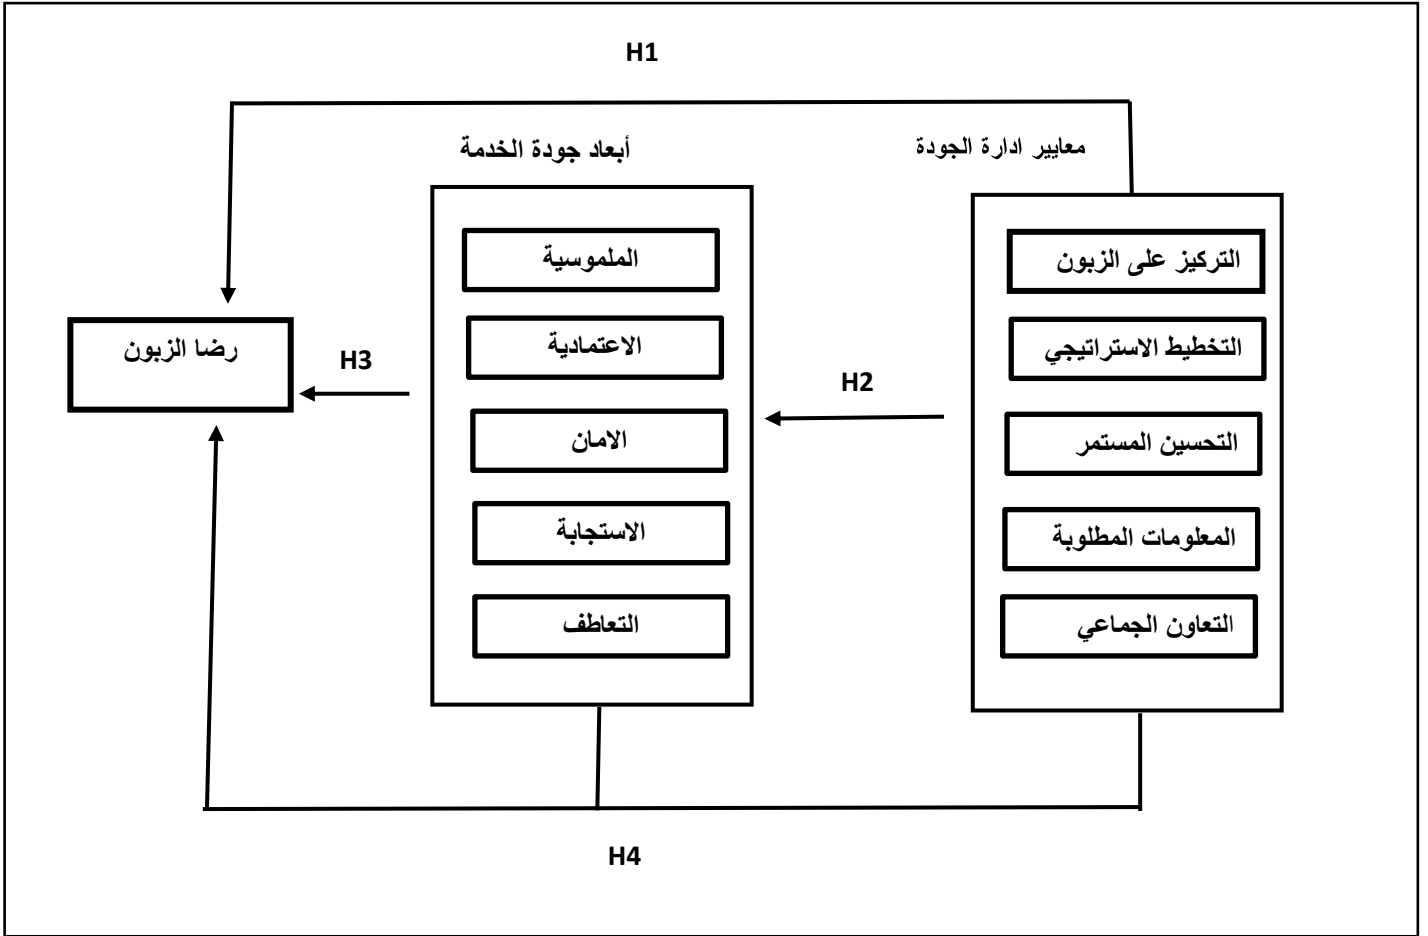 H1
معايير ادارة الجودة
أبعاد جودة الخدمة
التركيز على الزبون
التخطيط الاستراتيجي
التحسين المستمر
المعلومات المطلوبة
التعاون الجماعي
H2
الملموسية
الاعتمادية
الامان
الاستجابة
التعاطف
H3
رضا الزبون
H4